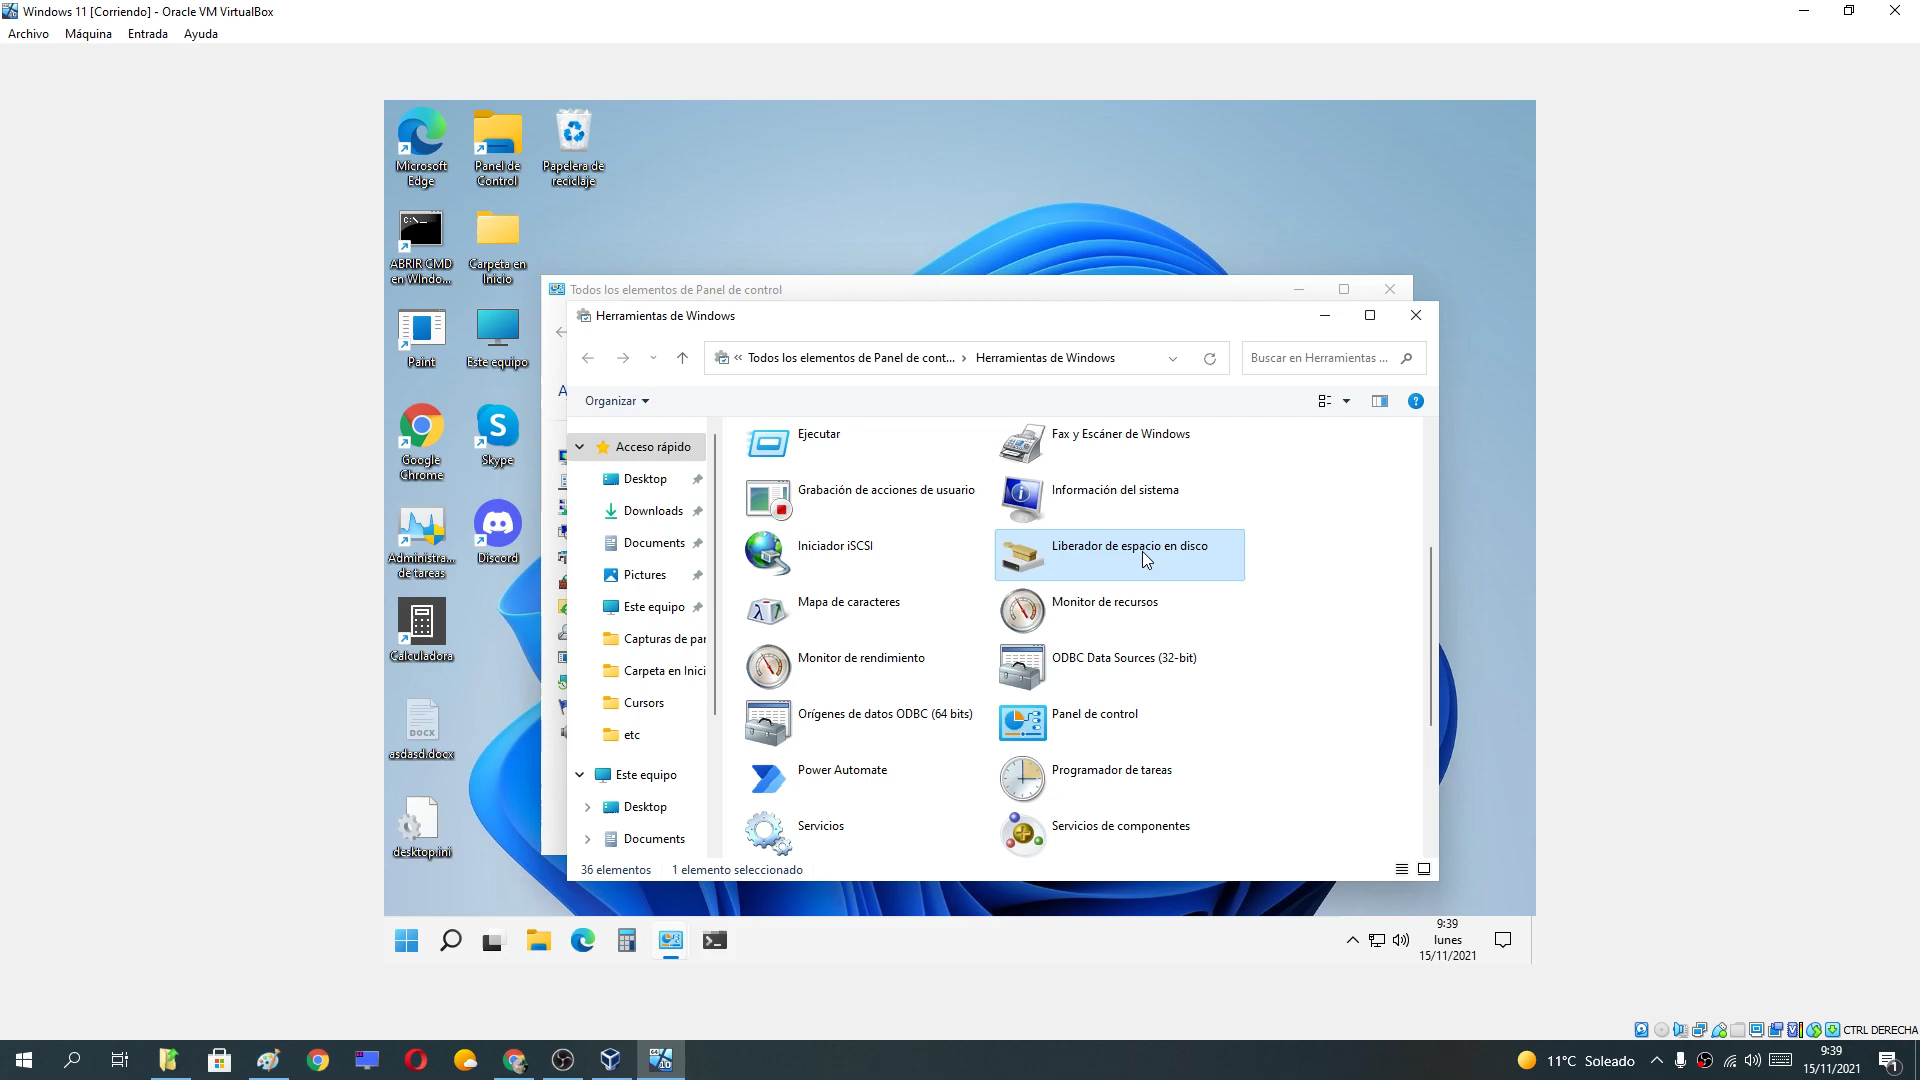 Windows 11 [Corriendo] - Oracle VM VirtualBox
Archivo Máquina Entrada Ayuda
Microsoft Edge
Panel de Control
Papelera de reciclaje
ABRIR CMD en WIndo...
Carpeta en Inicio
Paint
Este equipo
Google Chrome
Skype
Administra... de tareas
Discord
Calculadora
DOCX
asdasd.docx
desktop.ini
Todos los elementos de Panel de control
Herramientas de Windows
« Todos los elementos de Panel de cont... › Herramientas de Windows
Buscar en Herramientas ...
Organizar
Acceso rápido
Desktop
Downloads
Documents
Pictures
Este equipo
Capturas de par
Carpeta en Inici
Cursors
etc
Este equipo
Desktop
Documents
Ejecutar
Fax y Escáner de Windows
Grabación de acciones de usuario
Información del sistema
Iniciador iSCSI
Liberador de espacio en disco
Mapa de caracteres
Monitor de recursos
Monitor de rendimiento
ODBC Data Sources (32-bit)
Orígenes de datos ODBC (64 bits)
Panel de control
Power Automate
Programador de tareas
Servicios
Servicios de componentes
36 elementos 1 elemento seleccionado
9:39
lunes
15/11/2021
CTRL DERECHA
11°C Soleado
9:39
15/11/2021
1